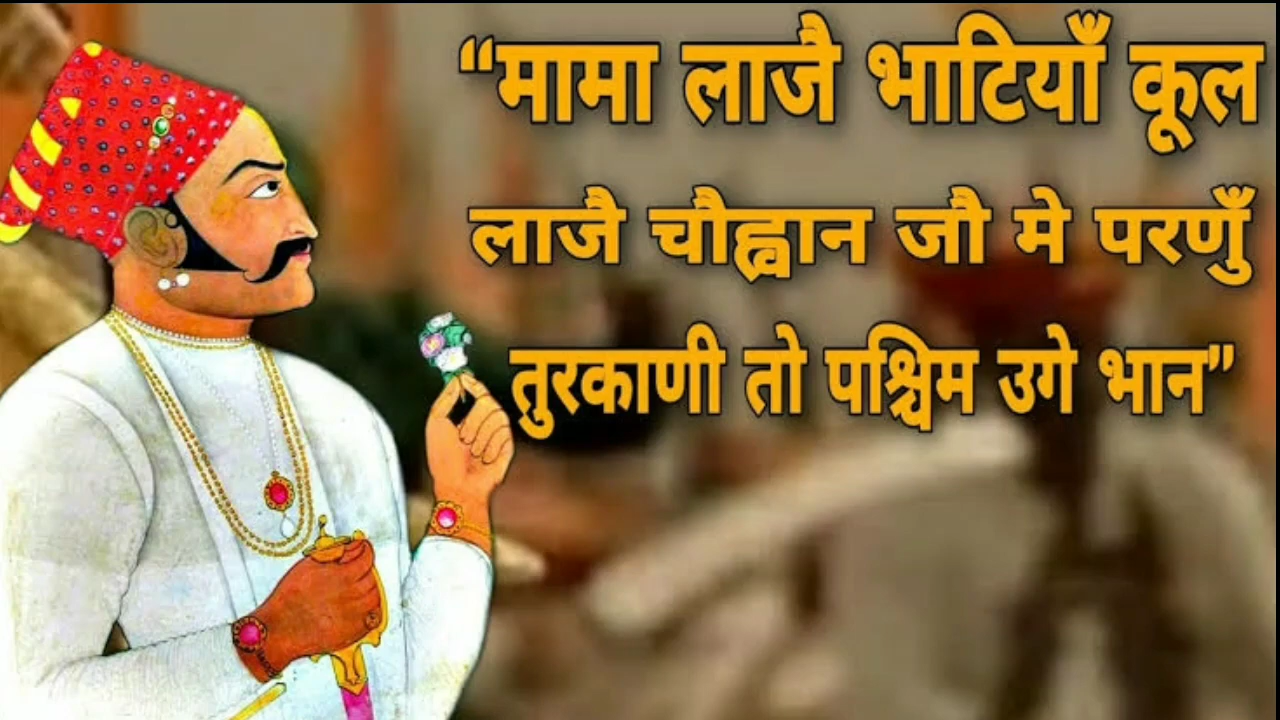 “मामा लाजै भाटियाँ कूल
लाजै चौह्वान जौ मे परणुँ
तुरकाणी तो पश्चिम उगे भान”